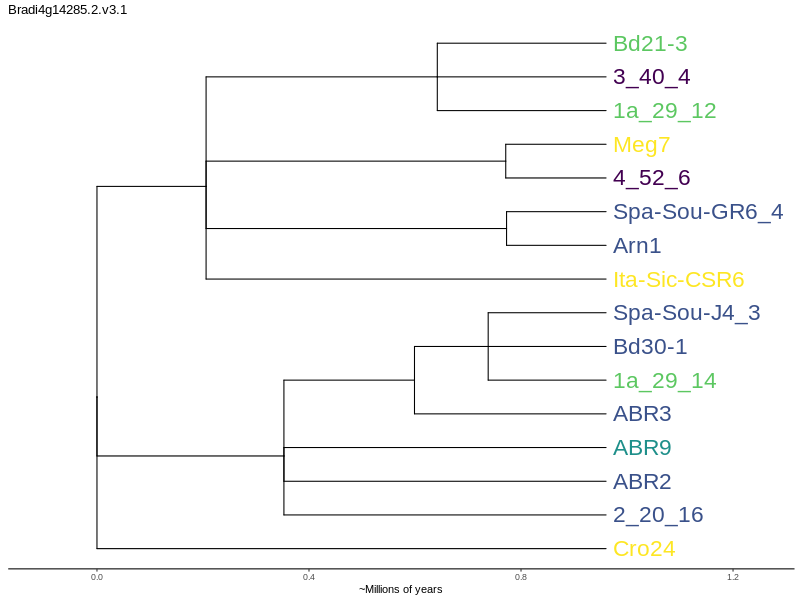 Bradi4g14285.2.v3.1
Bd21-3
3_40_4
1a_29_12
Meg7
4_52_6
Spa-Sou-GR6_4
Arn1
Ita-Sic-CSR6
Spa-Sou-J4_3
Bd30-1
1a_29_14
ABR3
ABR9
ABR2
2_20_16
Cro24
0.0 0.4 0.8 1.2
~Millions of years